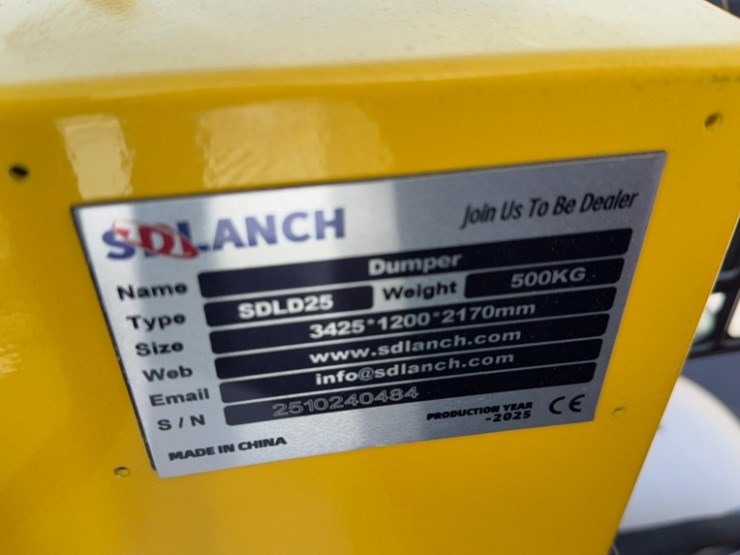 SDLANCH Join Us To Be Dealer
Name Dumper
Type SDLD25 Weight 500KG
Size 3425*1200*2170mm
Web www.sdlanch.com
Email info@sdlanch.com
S / N 2510240484
MADE IN CHINA PRODUCTION YEAR CE
-2025